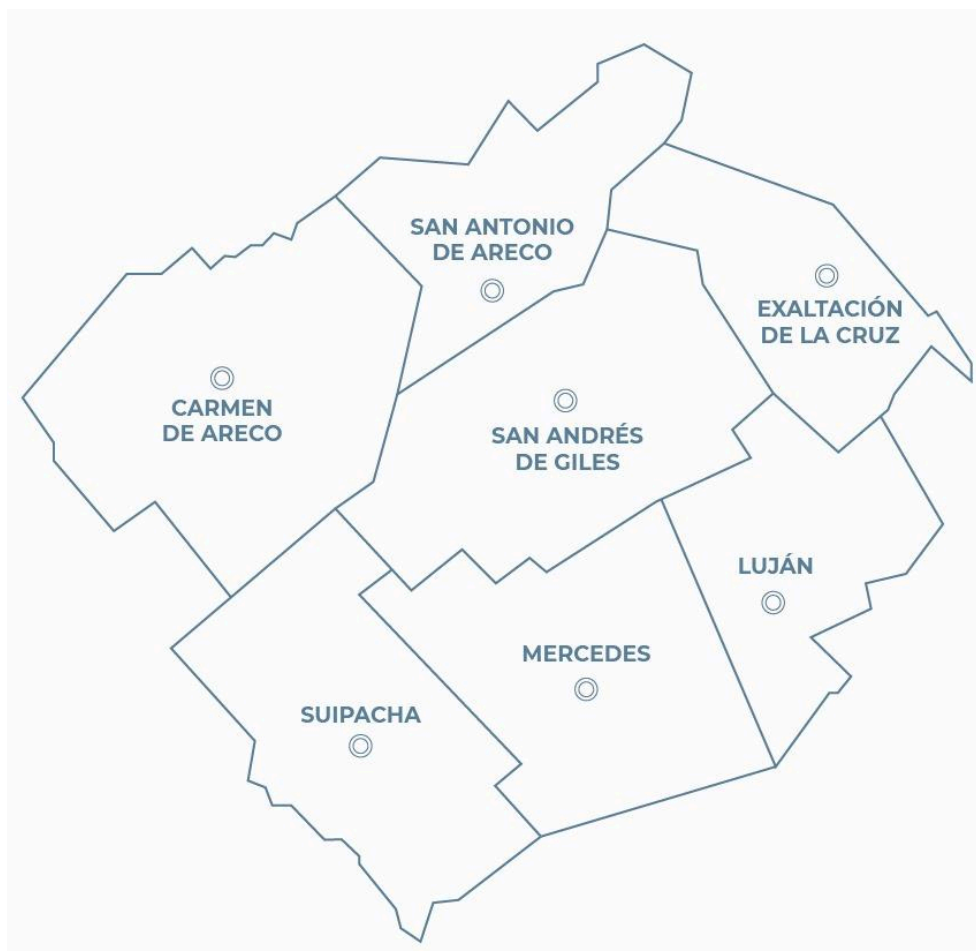 SAN ANTONIO
DE ARECO
EXALTACIÓN
DE LA CRUZ
CARMEN
DE ARECO
SAN ANDRÉS
DE GILES
LUJÁN
MERCEDES
SUIPACHA